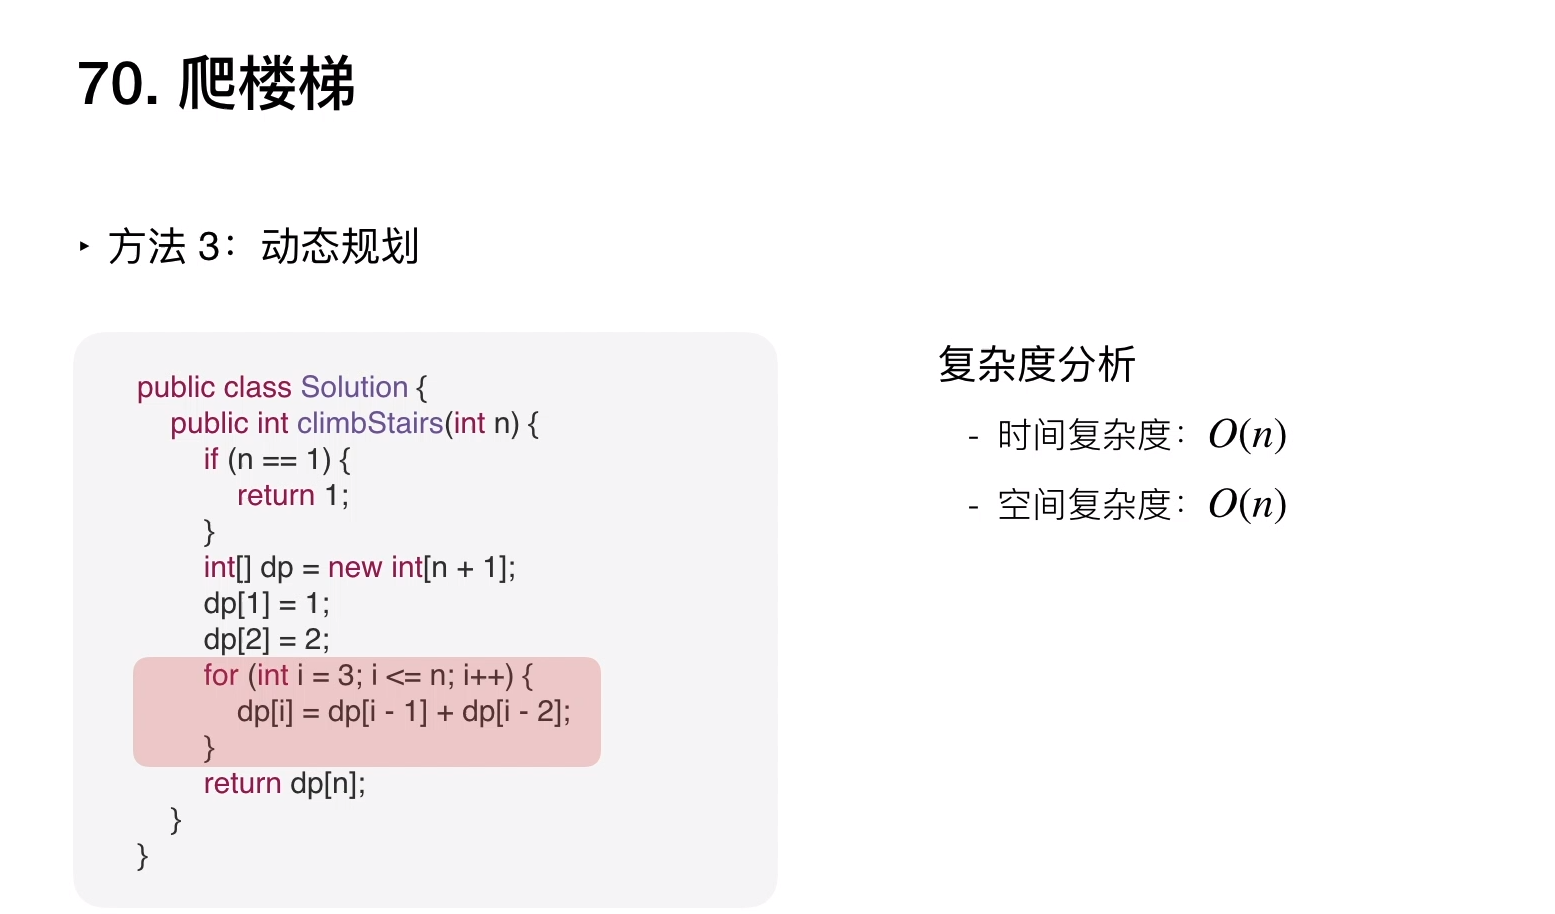 70. 爬楼梯
‣ 方法 3：动态规划
public class Solution {
    public int climbStairs(int n) {
        if (n == 1) {
            return 1;
        }
        int[] dp = new int[n + 1];
        dp[1] = 1;
        dp[2] = 2;
        for (int i = 3; i <= n; i++) {
            dp[i] = dp[i - 1] + dp[i - 2];
        }
        return dp[n];
    }
}
复杂度分析
- 时间复杂度：O(n)
- 空间复杂度：O(n)